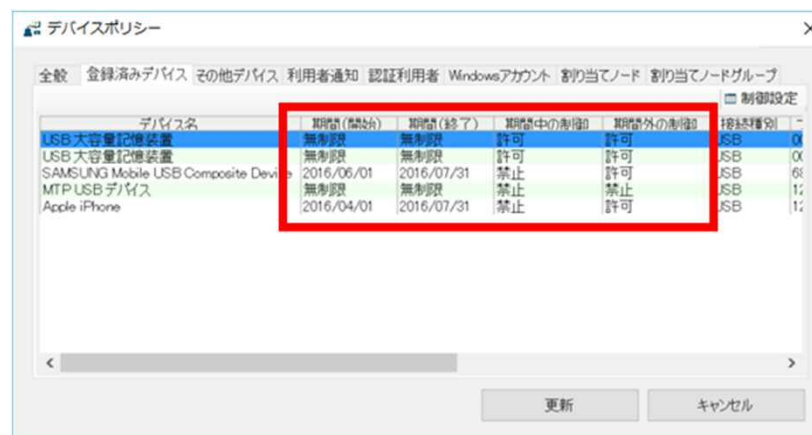 デバイスポリシー
全般 登録済みデバイス その他デバイス 利用者通知 認証利用者 Windowsアカウント 割り当てノード 割り当てノードグループ
制御設定
デバイス名 期間(開始) 期間(終了) 期間中の制御 期間外の制御 接続種別
USB大容量記憶装置 無制限 無制限 許可 許可 USB
USB大容量記憶装置 無制限 無制限 許可 許可 USB
SAMSUNG Mobile USB Composite Device 2016/06/01 2016/07/31 禁止 許可 USB
MTP USBデバイス 無制限 無制限 禁止 禁止 USB
Apple iPhone 2016/04/01 2016/07/31 禁止 許可 USB
更新 キャンセル